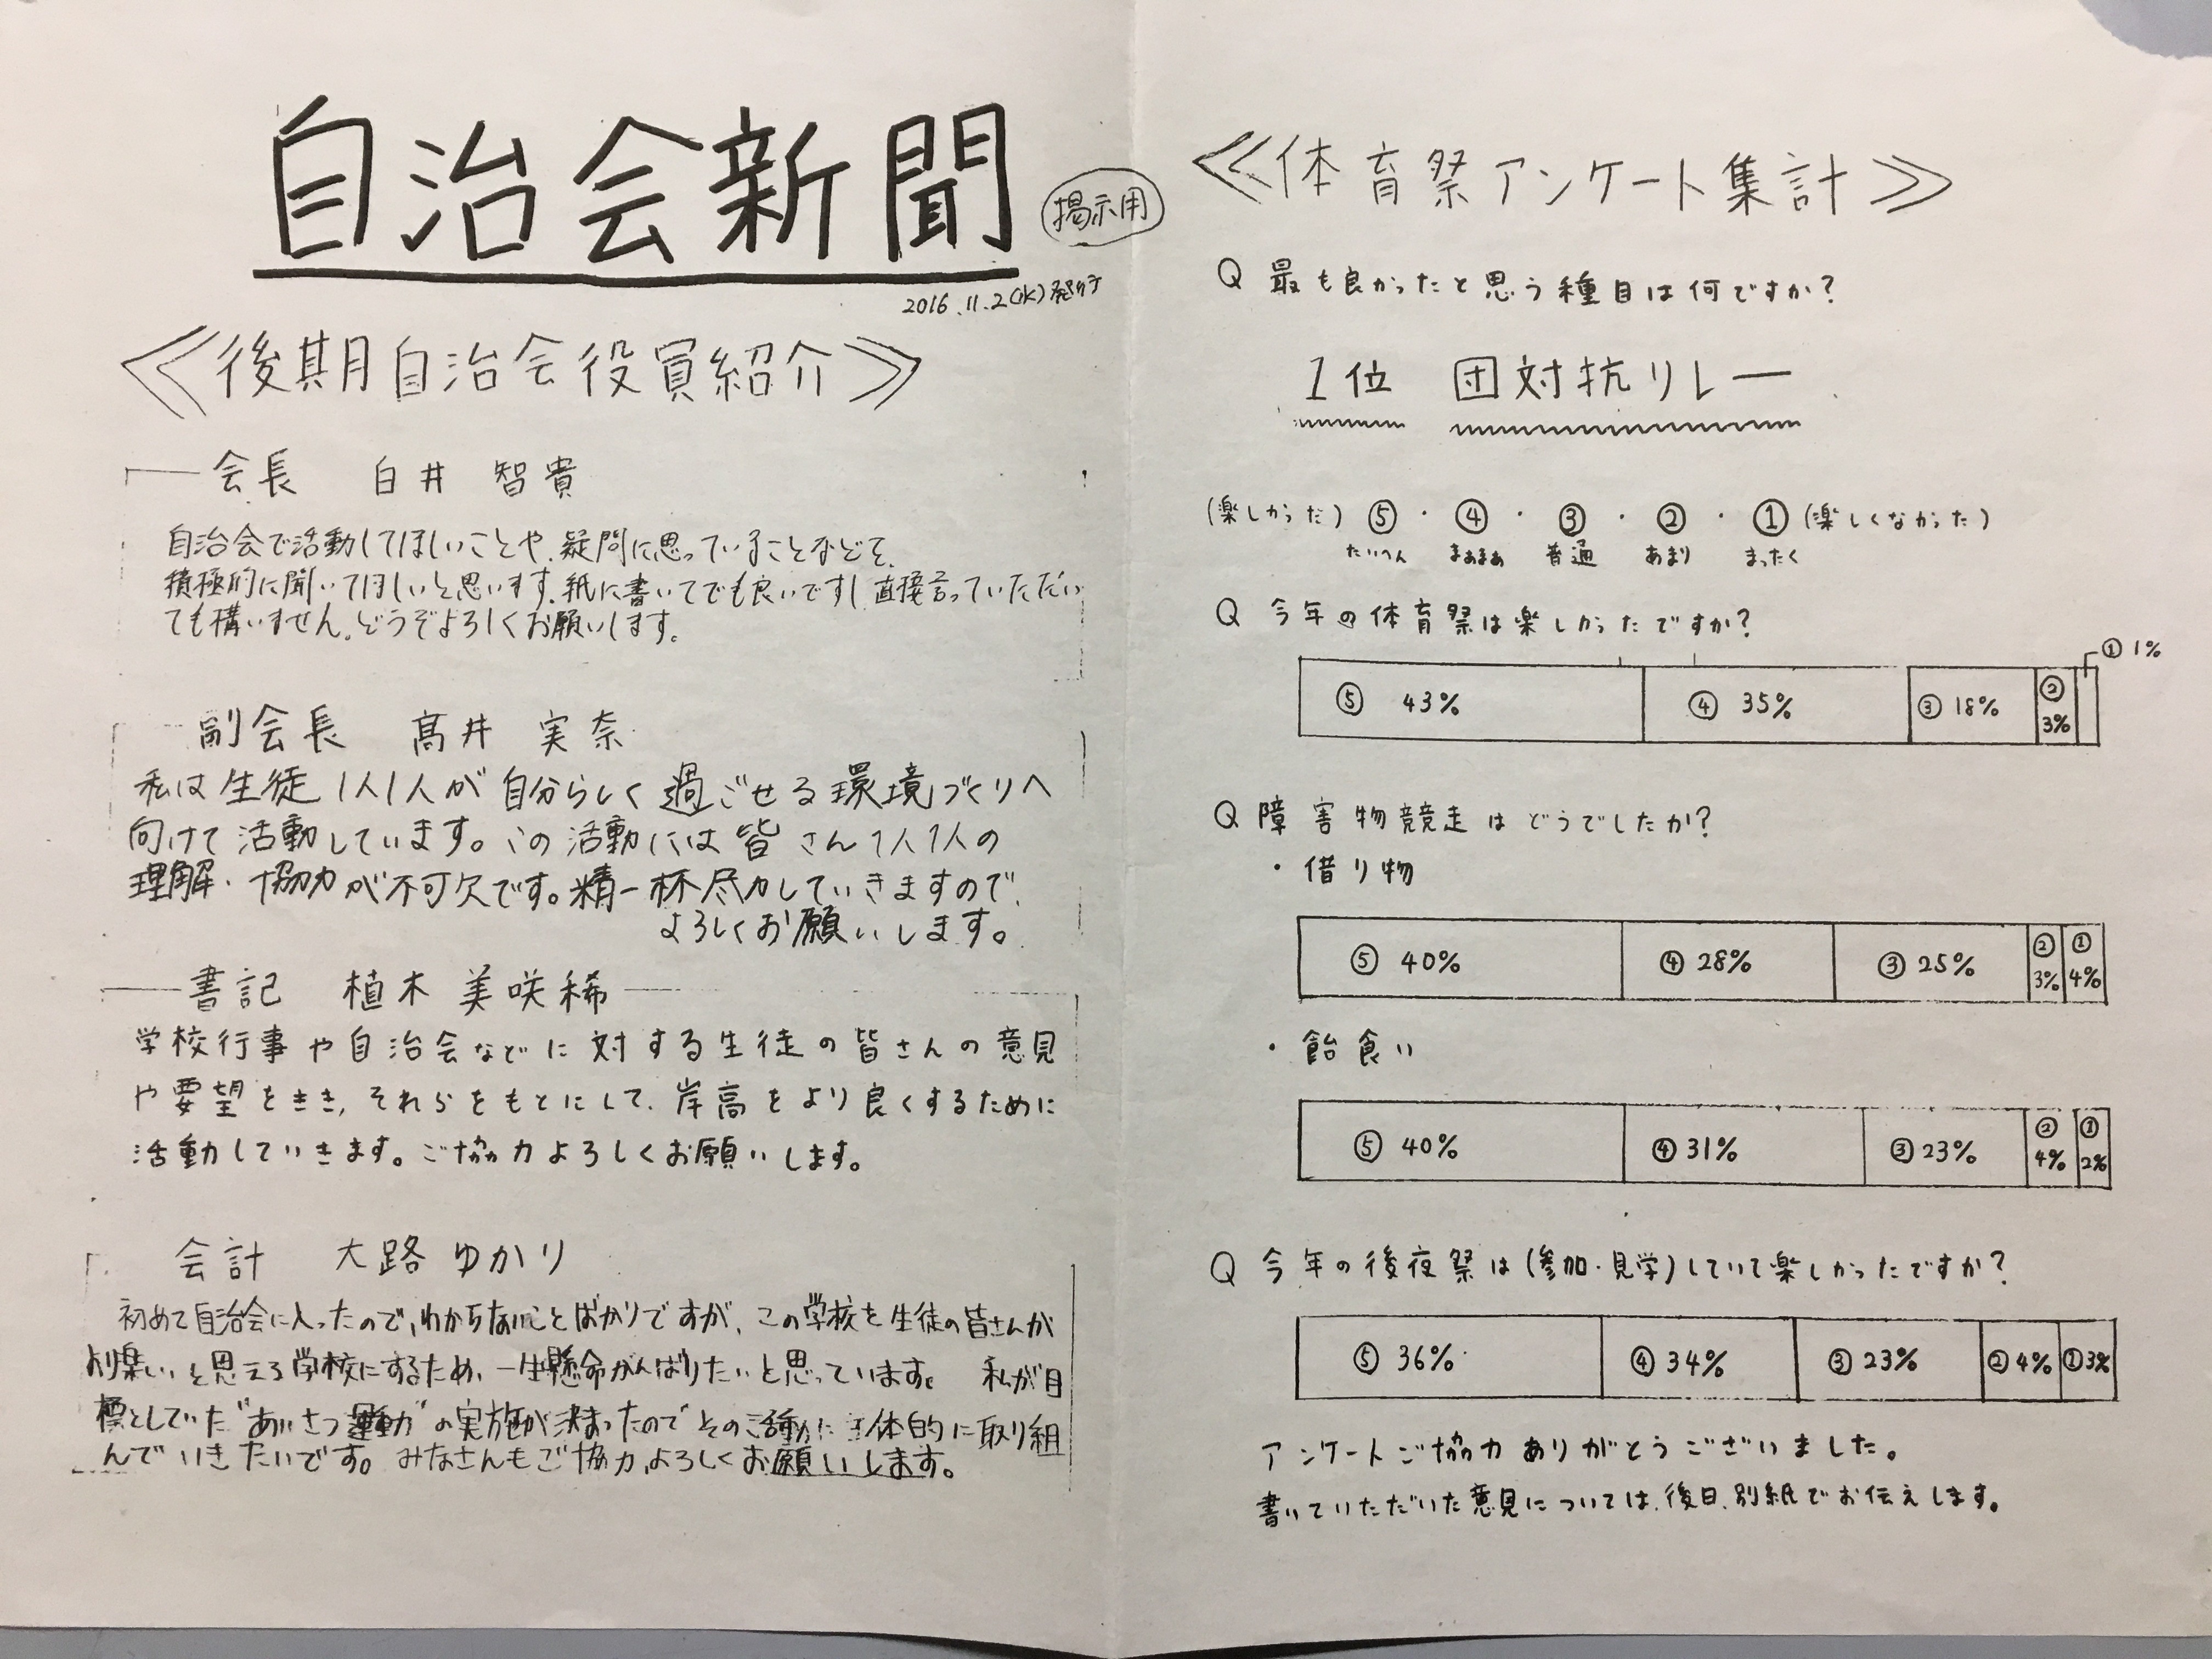 自治会新聞
掲示用
2016.11.2(水)発行
≪後期自治会役員紹介≫
会長 白井 智貴
自治会で活動してほしいことや、疑問に思っていることなどを、
積極的に聞いてほしいと思います。紙に書いてでも良いですし、直接言っていただい
ても構いません。どうぞよろしくお願いします。
副会長 髙井 実奈
私は生徒1人1人が自分らしく過ごせる環境づくりへ
向けて活動しています。この活動には皆さん1人1人の
理解・協力が不可欠です。精一杯尽力していきますので、
よろしくお願いします。
書記 植木 美咲稀
学校行事や自治会などに対する生徒の皆さんの意見
や要望をきき、それらをもとにして、岸高をより良くするために
活動していきます。ご協力よろしくお願いします。
会計 大路 ゆかり
初めて自治会に入ったので、わからないことばかりですが、この学校を生徒の皆さんが
より楽しいと思える学校にするため、一生懸命がんばりたいと思っています。 私が目
標としていた"あいさつ運動"の実施が決まったのでその活動に主体的に取り組
んでいきたいです。みなさんもご協力よろしくお願いします。
≪体育祭アンケート集計≫
Q 最も良かったと思う種目は何ですか?
1位 団対抗リレー
(楽しかった) ⑤ ・ ④ ・ ③ ・ ② ・ ① (楽しくなかった)
たいへん まぁまぁ 普通 あまり まったく
Q 今年の体育祭は楽しかったですか?
① 1%
⑤ 43% ④ 35% ③ 18% ② 3%
Q 障害物競走はどうでしたか?
・借り物
⑤ 40% ④ 28% ③ 25% ② 3% ① 4%
・飴食い
⑤ 40% ④ 31% ③ 23% ② 4% ① 2%
Q 今年の後夜祭は(参加・見学)していて楽しかったですか?
⑤ 36% ④ 34% ③ 23% ② 4% ① 3%
アンケートご協力ありがとうございました。
書いていただいた意見については、後日、別紙でお伝えします。